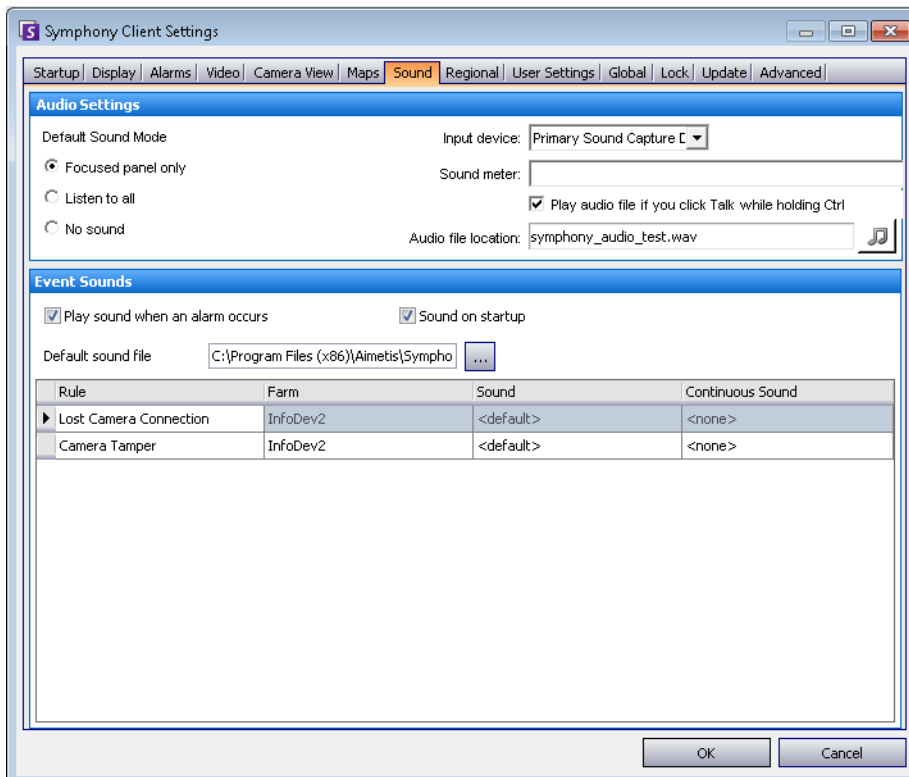 Symphony Client Settings
Startup Display Alarms Video Camera View Maps Sound Regional User Settings Global Lock Update Advanced
Audio Settings
Default Sound Mode
Focused panel only
Listen to all
No sound
Input device: Primary Sound Capture D
Sound meter:
Play audio file if you click Talk while holding Ctrl
Audio file location: symphony_audio_test.wav
Event Sounds
Play sound when an alarm occurs Sound on startup
Default sound file C:\Program Files (x86)\Aimetis\Sympho ...
Rule Farm Sound Continuous Sound
Lost Camera Connection InfoDev2 <default> <none>
Camera Tamper InfoDev2 <default> <none>
OK Cancel